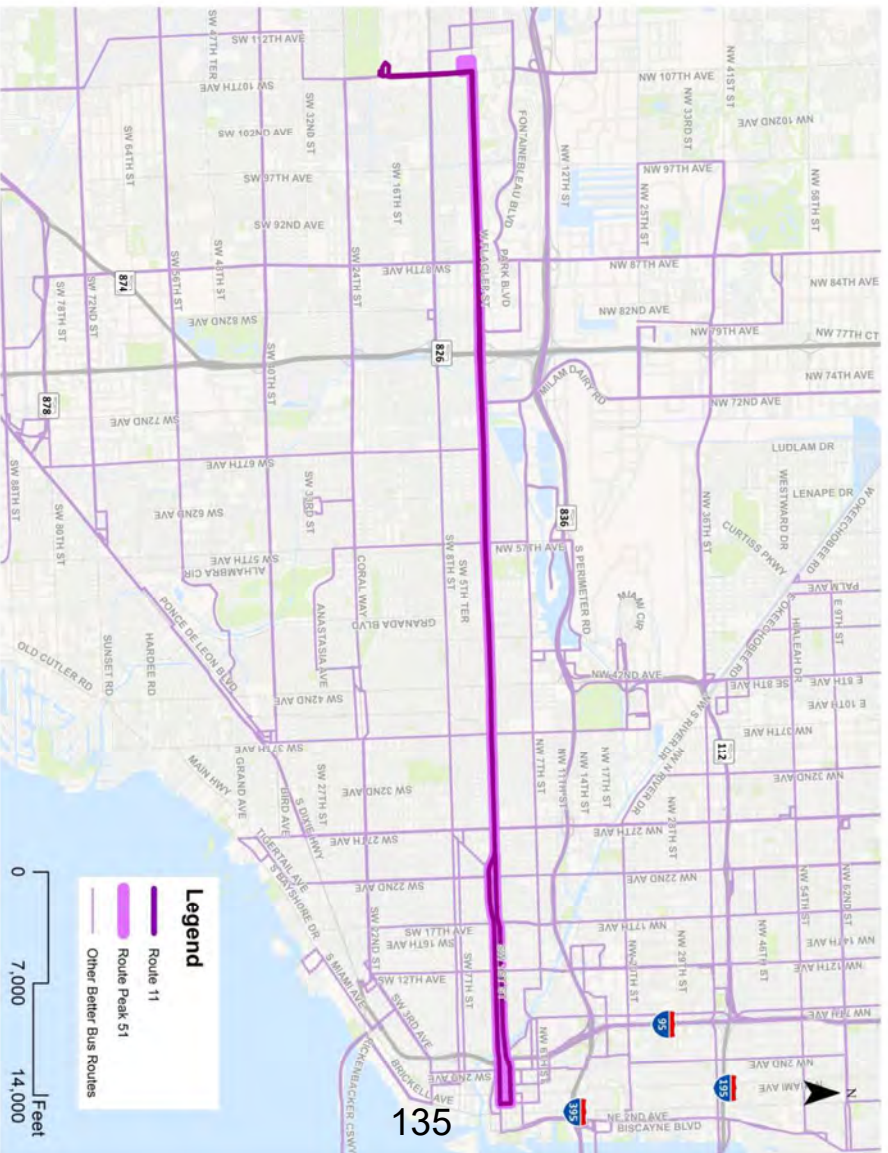 SW 47TH TER
SW 112TH AVE
SW 107TH AVE
SW 32ND ST
SW 64TH ST
SW 102ND AVE
SW 97TH AVE
SW 92ND AVE
SW 16TH ST
FONTAINEBLEAU BLVD
NW 12TH ST
NW 107TH AVE
NW 41ST ST
NW 33RD ST
NW 102ND AVE
NW 97TH AVE
NW 25TH ST
NW 58TH ST
SW 87TH AVE
SW 24TH ST
SW 48TH ST
SW 56TH ST
SW 72ND ST
SW 78TH ST
874
SW 82ND AVE
W FLAGLER ST
PARK BLVD
NW 87TH AVE
NW 84TH AVE
NW 82ND AVE
NW 79TH AVE
NW 77TH CT
826
SW 40TH ST
878
SW 72ND AVE
MILAM DAIRY RD
NW 74TH AVE
NW 72ND AVE
SW 67TH AVE
SW 88TH ST
SW 80TH ST
SW 62ND AVE
SW 33RD ST
SW 57TH AVE
ALHAMBRA CIR
CORAL WAY
SW 8TH ST
SW 5TH TER
NW 57TH AVE
836
S PERIMETER RD
NW 36TH ST
LUDLAM DR
LENAPE DR
WESTWARD DR
CURTISS PKWY
W OKEECHOBEE RD
E OKEECHOBEE RD
PALM AVE
E 9TH ST
HIALEAH DR
SE 8TH AVE
E 8TH AVE
E 10TH AVE
MIAMI CIR
NW 42ND AVE
GRANADA BLVD
ANASTASIA AVE
PONCE DE LEON BLVD
HARDEE RD
SUNSET RD
OLD CUTLER RD
SW 42ND AVE
SW 37TH AVE
NW 37TH AVE
NW S RIVER DR
NW N RIVER DR
112
NW 32ND AVE
MAIN HWY
GRAND AVE
BIRD AVE
S DIXIE HWY
SW 27TH ST
SW 32ND AVE
SW 27TH AVE
NW 7TH ST
NW 11TH ST
NW 14TH ST
NW 17TH ST
NW 27TH AVE
NW 28TH ST
TIGERTAIL AVE
S BAYSHORE DR
SW 22ND AVE
NW 22ND AVE
NW 54TH ST
NW 62ND ST
SW 17TH AVE
SW 16TH AVE
SW 22ND ST
NW 17TH AVE
NW 20TH ST
NW 29TH ST
NW 46TH ST
NW 14TH AVE
NW 12TH AVE
S MIAMI AVE
SW 12TH AVE
SW 7TH ST
SW 3RD AVE
SW 1ST ST
NW 6TH ST
NW 7TH AVE
95
BRICKELL AVE
RICKENBACKER CSWY
SW 2ND AVE
NW 2ND AVE
N MIAMI AVE
195
395
NE 2ND AVE
BISCAYNE BLVD
N
Legend
Route 11
Route Peak 51
Other Better Bus Routes
0 7,000 14,000
Feet
135